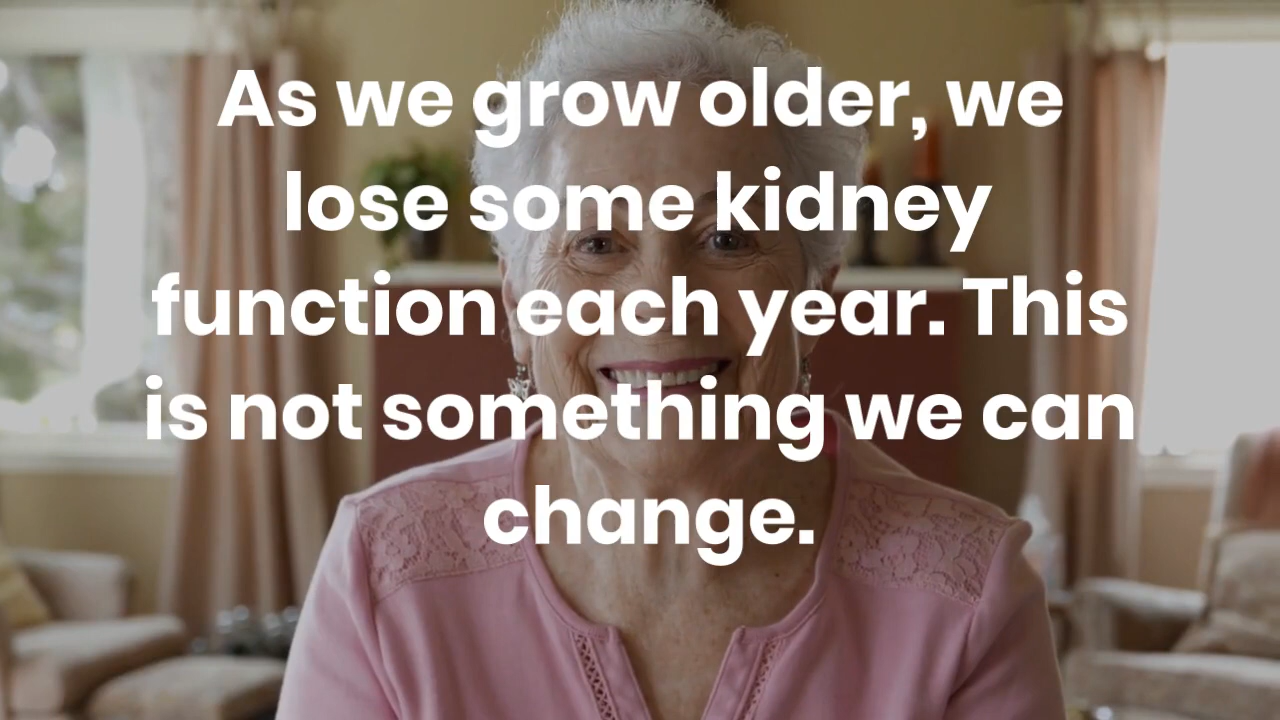 As we grow older, we
lose some kidney
function each year. This
is not something we can
change.